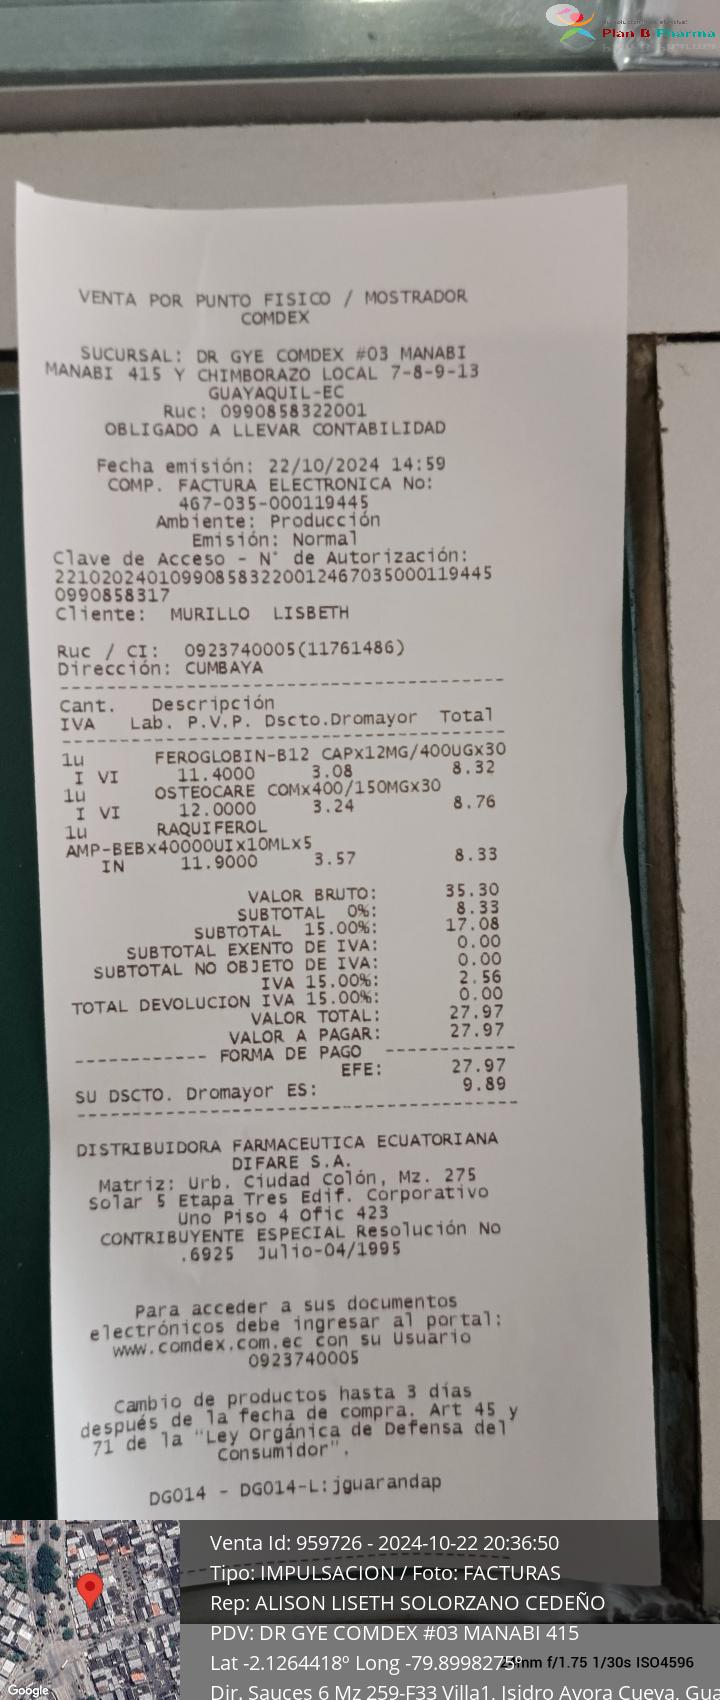 Plan B Pharma
VENTA POR PUNTO FISICO / MOSTRADOR
COMDEX
SUCURSAL: DR GYE COMDEX #03 MANABI
MANABI 415 Y CHIMBORAZO LOCAL 7-8-9-13
GUAYAQUIL-EC
Ruc: 0990858322001
OBLIGADO A LLEVAR CONTABILIDAD
Fecha emisión: 22/10/2024 14:59
COMP. FACTURA ELECTRONICA No:
467-035-000119445
Ambiente: Producción
Emisión: Normal
Clave de Acceso - N° de Autorización:
221020240109908583220012467035000119445
0990858317
Cliente: MURILLO LISBETH
Ruc / CI: 0923740005(11761486)
Dirección: CUMBAYA
Cant. Descripción
IVA Lab. P.V.P. Dscto.Dromayor Total
1u FEROGLOBIN-B12 CAPx12MG/400UGx30
I VI 11.4000 3.08 8.32
1u OSTEOCARE COMx400/150MGx30
I VI 12.0000 3.24 8.76
1u RAQUIFEROL
AMP-BEBx40000UIx10MLx5
IN 11.9000 3.57 8.33
VALOR BRUTO: 35.30
SUBTOTAL 0%: 8.33
SUBTOTAL 15.00%: 17.08
SUBTOTAL EXENTO DE IVA: 0.00
SUBTOTAL NO OBJETO DE IVA: 0.00
IVA 15.00%: 2.56
TOTAL DEVOLUCION IVA 15.00%: 0.00
VALOR TOTAL: 27.97
VALOR A PAGAR: 27.97
------------ FORMA DE PAGO ------------
EFE: 27.97
SU DSCTO. Dromayor ES: 9.89
DISTRIBUIDORA FARMACEUTICA ECUATORIANA
DIFARE S.A.
Matriz: Urb. Ciudad Colón, Mz. 275
Solar 5 Etapa Tres Edif. Corporativo
Uno Piso 4 Ofic 423
CONTRIBUYENTE ESPECIAL Resolución No
.6925 Julio-04/1995
Para acceder a sus documentos
electrónicos debe ingresar al portal:
www.comdex.com.ec con su Usuario
0923740005
Cambio de productos hasta 3 días
después de la fecha de compra. Art 45 y
71 de la "Ley Orgánica de Defensa del
Consumidor".
DG014 - DG014-L:jguarandap
Venta Id: 959726 - 2024-10-22 20:36:50
Tipo: IMPULSACION / Foto: FACTURAS
Rep: ALISON LISETH SOLORZANO CEDEÑO
PDV: DR GYE COMDEX #03 MANABI 415
Lat -2.1264418º Long -79.8998275º
mm f/1.75 1/30s ISO4596
Dir. Sauces 6 Mz 259-F33 Villa1, Isidro Ayora Cueva, Gua
Google